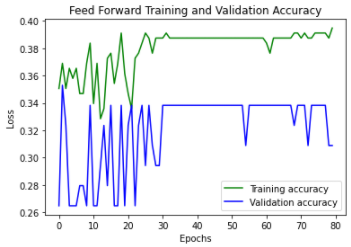 Feed Forward Training and Validation Accuracy
0.40
0.38
0.36
0.34
0.32
0.30
0.28
0.26
Loss
0 10 20 30 40 50 60 70 80
Epochs
Training accuracy
Validation accuracy